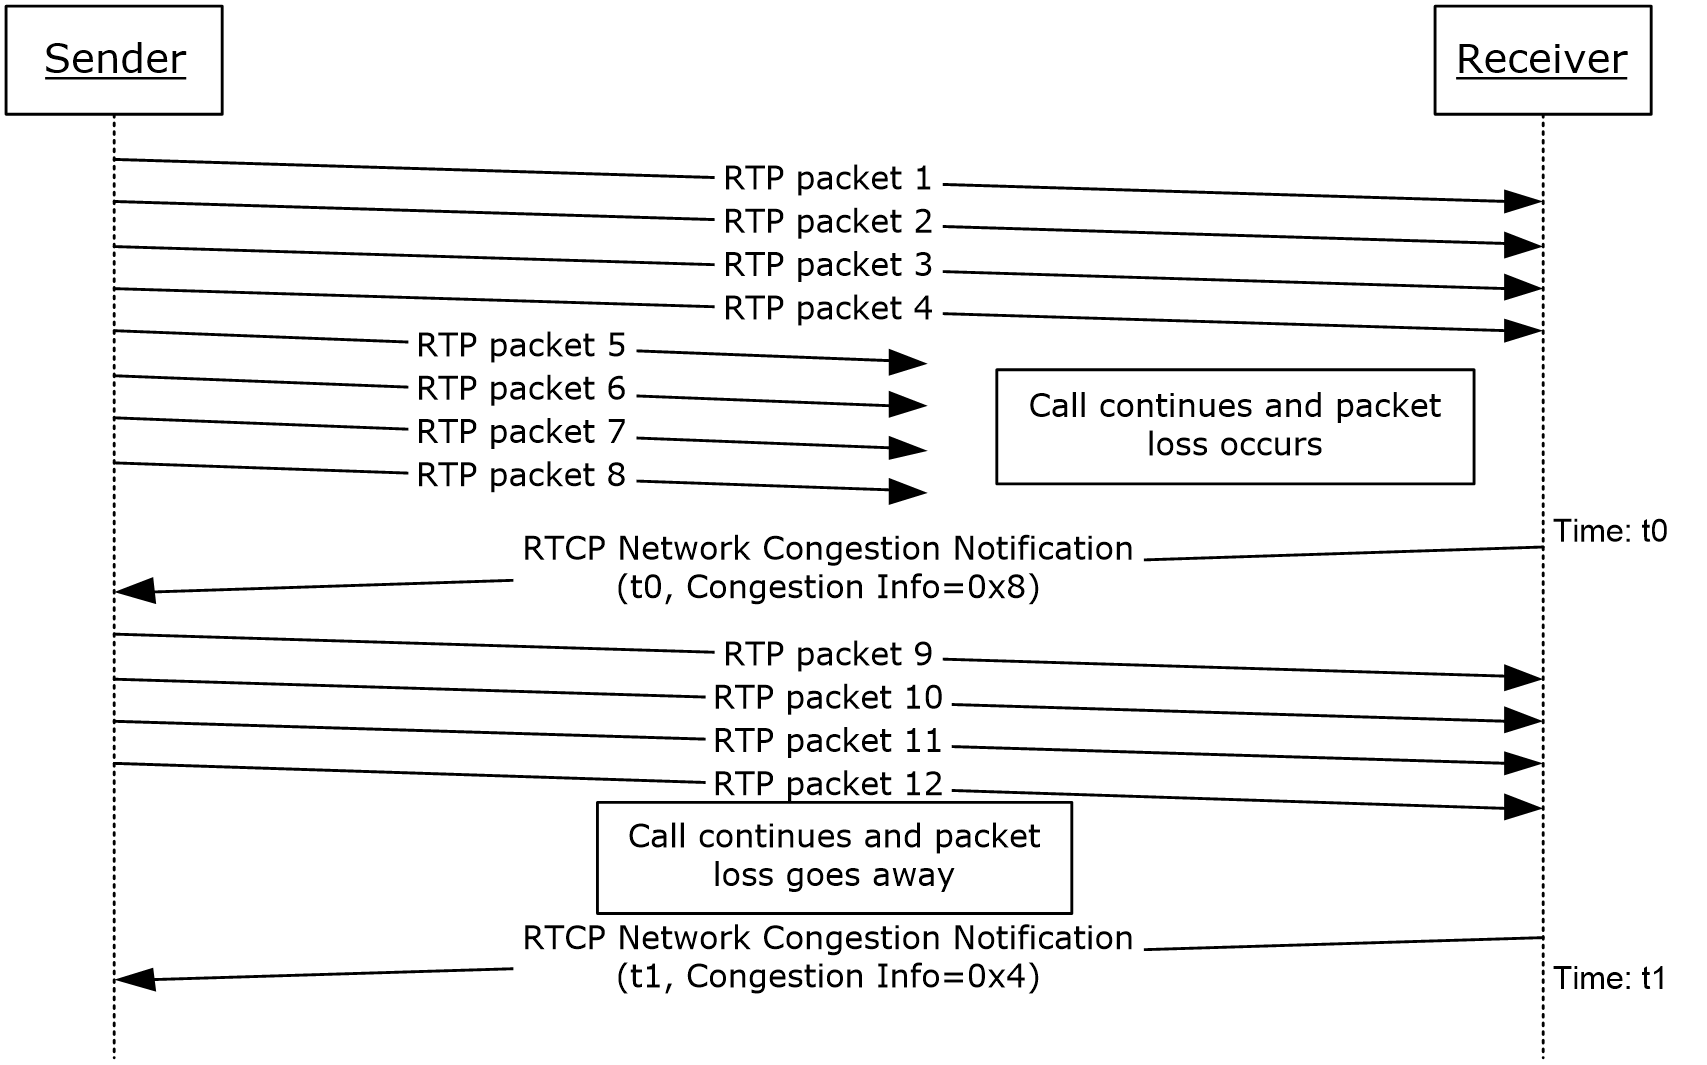 Sender
Receiver
RTP packet 1
RTP packet 2
RTP packet 3
RTP packet 4
RTP packet 5
RTP packet 6
RTP packet 7
RTP packet 8
Call continues and packet
loss occurs
Time: t0
RTCP Network Congestion Notification
(t0, Congestion Info=0x8)
RTP packet 9
RTP packet 10
RTP packet 11
RTP packet 12
Call continues and packet
loss goes away
RTCP Network Congestion Notification
(t1, Congestion Info=0x4)
Time: t1